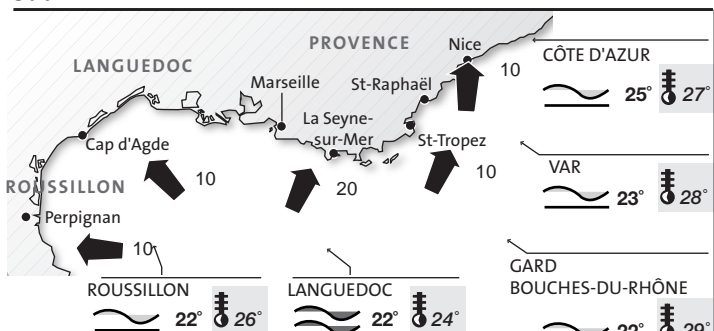 PROVENCE
Nice
CÔTE D'AZUR
LANGUEDOC
10
25° 27°
Marseille
St-Raphaël
La Seyne-
sur-Mer
St-Tropez
Cap d'Agde
10
VAR
23° 28°
ROUSSILLON
10
20
Perpignan
10
GARD
BOUCHES-DU-RHÔNE
ROUSSILLON
22° 26°
LANGUEDOC
22° 24°